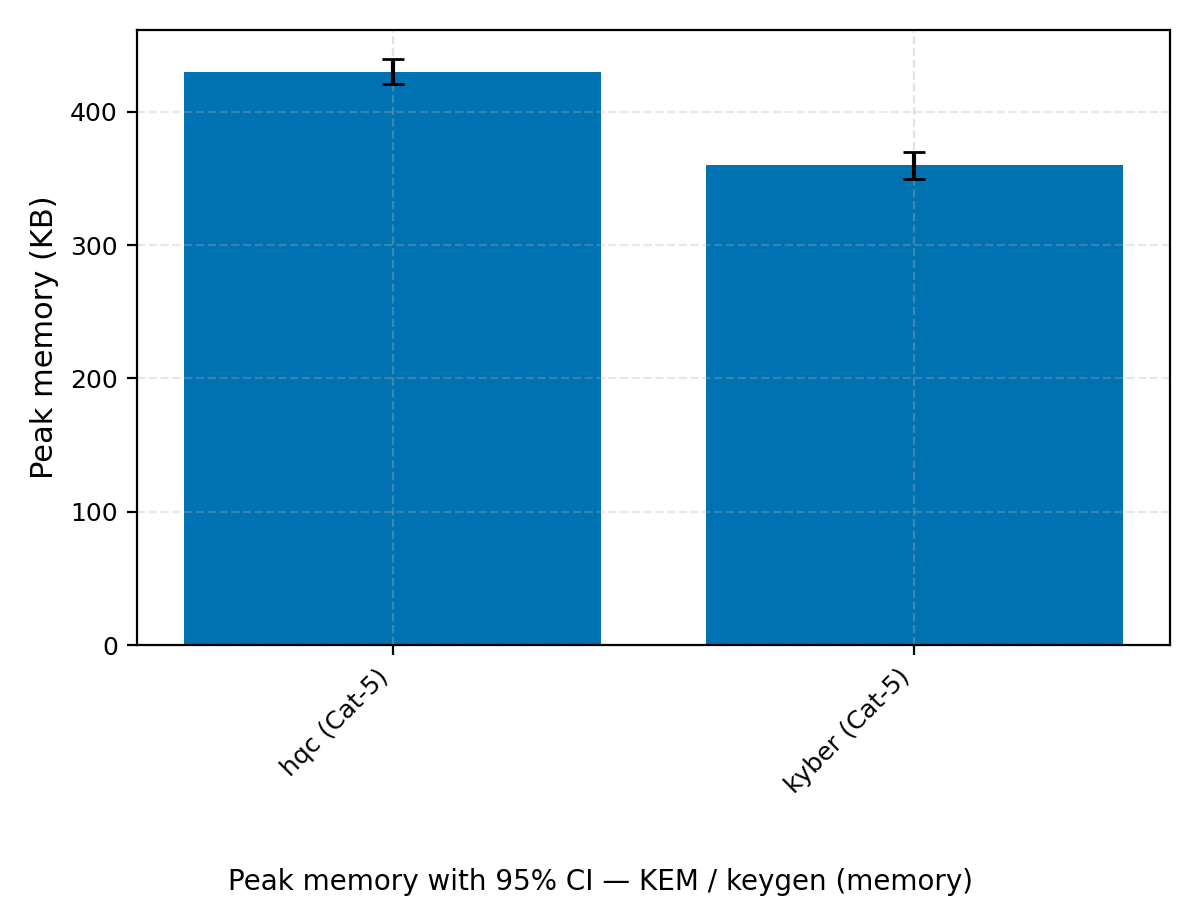 400
300
200
100
0
Peak memory (KB)
hqc (Cat-5)
kyber (Cat-5)
Peak memory with 95% CI — KEM / keygen (memory)